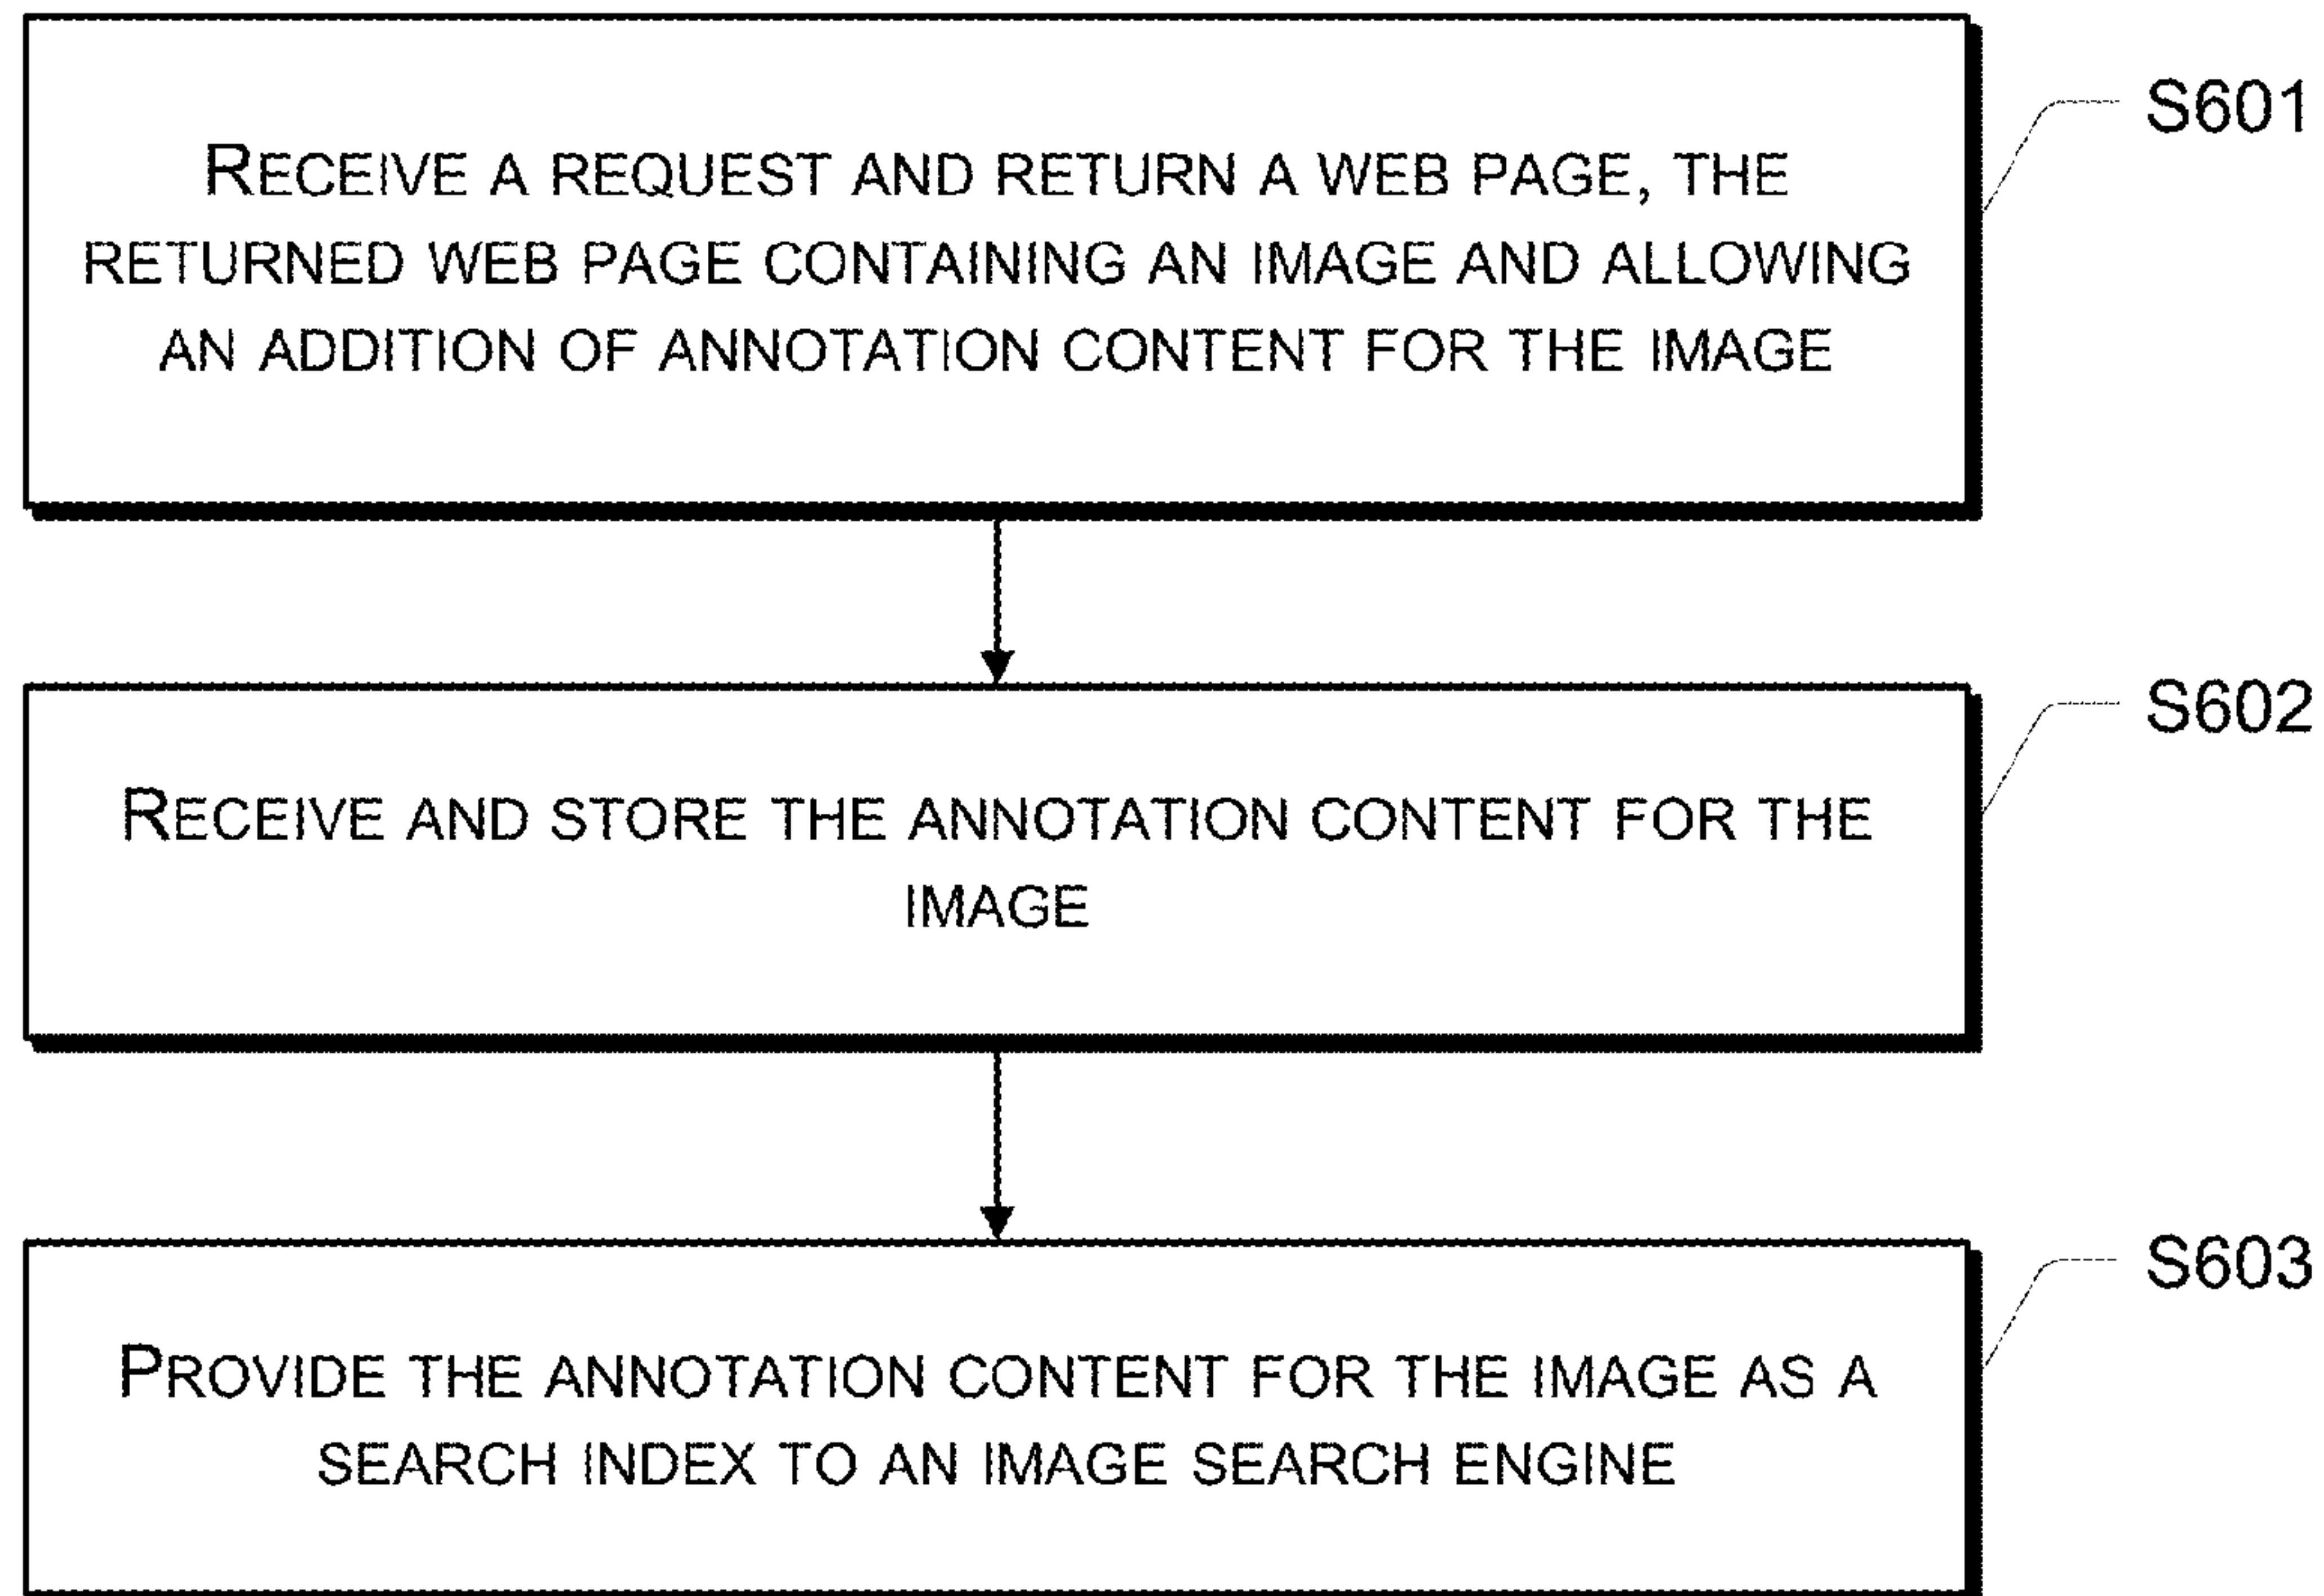 RECEIVE A REQUEST AND RETURN A WEB PAGE, THE
RETURNED WEB PAGE CONTAINING AN IMAGE AND ALLOWING
AN ADDITION OF ANNOTATION CONTENT FOR THE IMAGE
S601
RECEIVE AND STORE THE ANNOTATION CONTENT FOR THE
IMAGE
S602
PROVIDE THE ANNOTATION CONTENT FOR THE IMAGE AS A
SEARCH INDEX TO AN IMAGE SEARCH ENGINE
S603